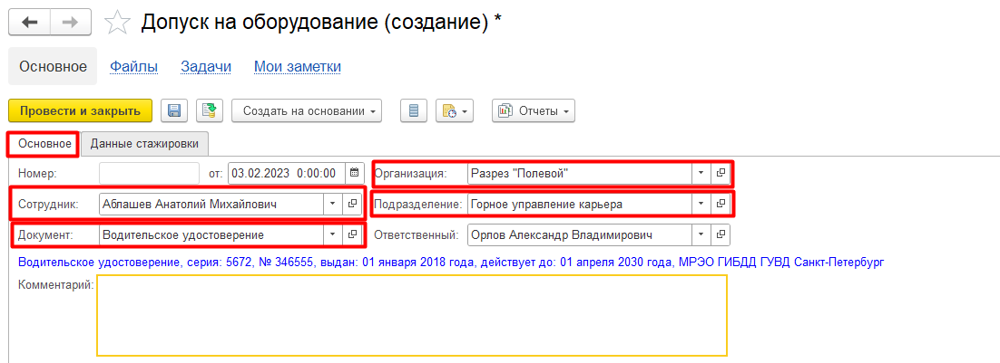 Допуск на оборудование (создание) *
Основное Файлы Задачи Мои заметки
Провести и закрыть Создать на основании Отчеты
Основное Данные стажировки
Номер: от: 03.02.2023 0:00:00 Организация: Разрез "Полевой"
Сотрудник: Аблашев Анатолий Михайлович Подразделение: Горное управление карьера
Документ: Водительское удостоверение Ответственный: Орлов Александр Владимирович
Водительское удостоверение, серия: 5672, № 346555, выдан: 01 января 2018 года, действует до: 01 апреля 2030 года, МРЭО ГИБДД ГУВД Санкт-Петербург
Комментарий: